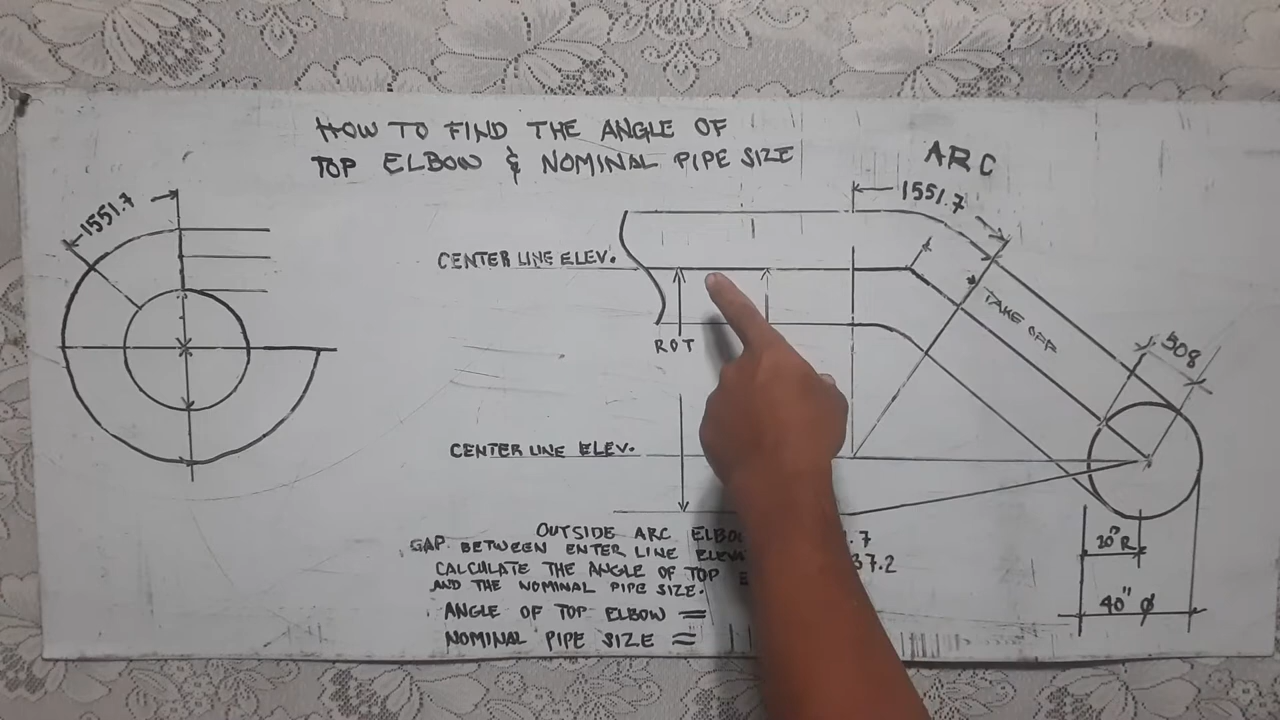 HOW TO FIND THE ANGLE OF
TOP ELBOW & NOMINAL PIPE SIZE
ARC
1551.7
1551.7
CENTER LINE ELEV.
TAKE OFF
508
ROT
CENTER LINE ELEV.
OUTSIDE ARC .7
GAP BETWEEN ENTER LINE 37.2
CALCULATE THE ANGLE OF TOP
AND THE NOMINAL PIPE SIZE.
ANGLE OF TOP ELBOW =
NOMINAL PIPE SIZE =
20" R
40" Ø